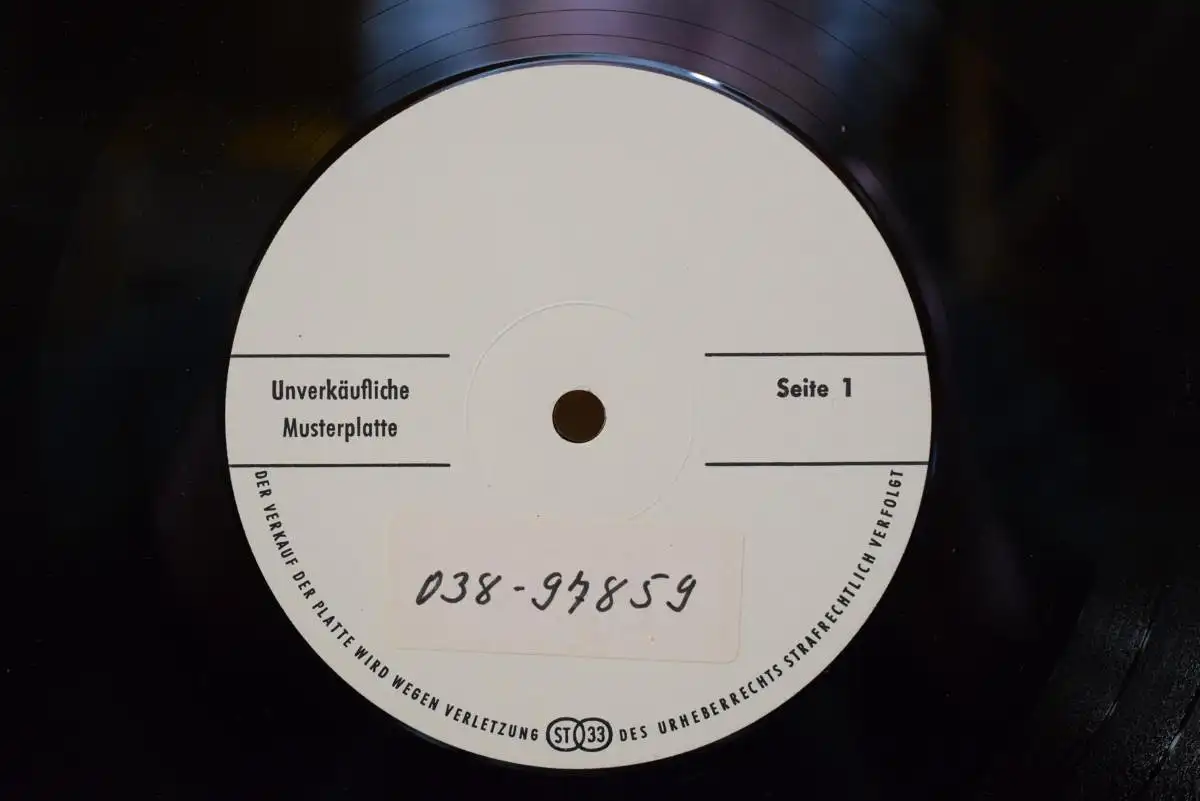 Unverkäufliche
Musterplatte
Seite 1
038-97859
DER VERKAUF DER PLATTE WIRD WEGEN VERLETZUNG ST 33 DES URHEBERRECHTS STRAFRECHTLICH VERFOLGT